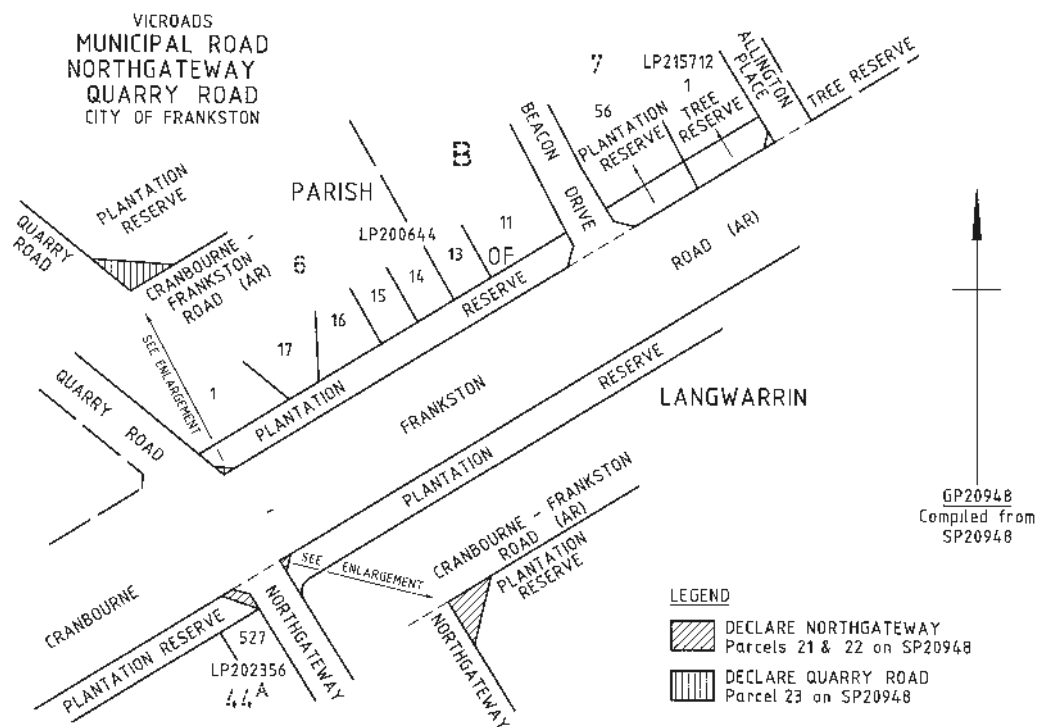 VICROADS
MUNICIPAL ROAD
NORTHGATEWAY
QUARRY ROAD
CITY OF FRANKSTON
7
LP215712
ALLINGTON
PLACE
TREE RESERVE
56
1
TREE
RESERVE
PLANTATION
RESERVE
BEACON
DRIVE
B
PARISH
OF
PLANTATION
RESERVE
QUARRY
ROAD
CRANBOURNE -
FRANKSTON
ROAD (AR)
6
LP200644
11
13
14
15
16
17
1
SEE ENLARGEMENT
QUARRY ROAD
PLANTATION RESERVE
FRANKSTON ROAD (AR)
LANGWARRIN
PLANTATION RESERVE
GP20948
Compiled from
SP20948
CRANBOURNE - FRANKSTON
ROAD (AR)
SEE ENLARGEMENT
PLANTATION
RESERVE
NORTHGATEWAY
CRANBOURNE
PLANTATION RESERVE
527
LP202356
44A
NORTHGATEWAY
LEGEND
DECLARE NORTHGATEWAY
Parcels 21 & 22 on SP20948
DECLARE QUARRY ROAD
Parcel 23 on SP20948